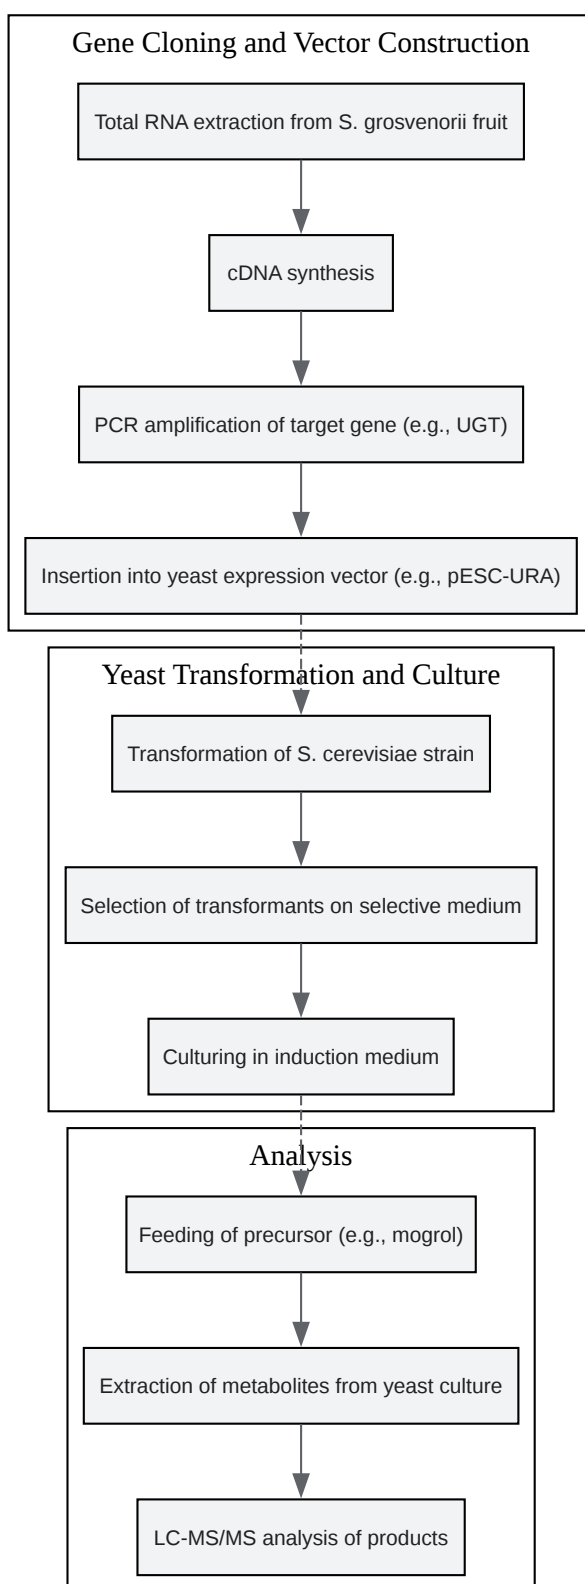 Gene Cloning and Vector Construction
Total RNA extraction from S. grosvenorii fruit
cDNA synthesis
PCR amplification of target gene (e.g., UGT)
Insertion into yeast expression vector (e.g., pESC-URA)
Yeast Transformation and Culture
Transformation of S. cerevisiae strain
Selection of transformants on selective medium
Culturing in induction medium
Analysis
Feeding of precursor (e.g., mogrol)
Extraction of metabolites from yeast culture
LC-MS/MS analysis of products